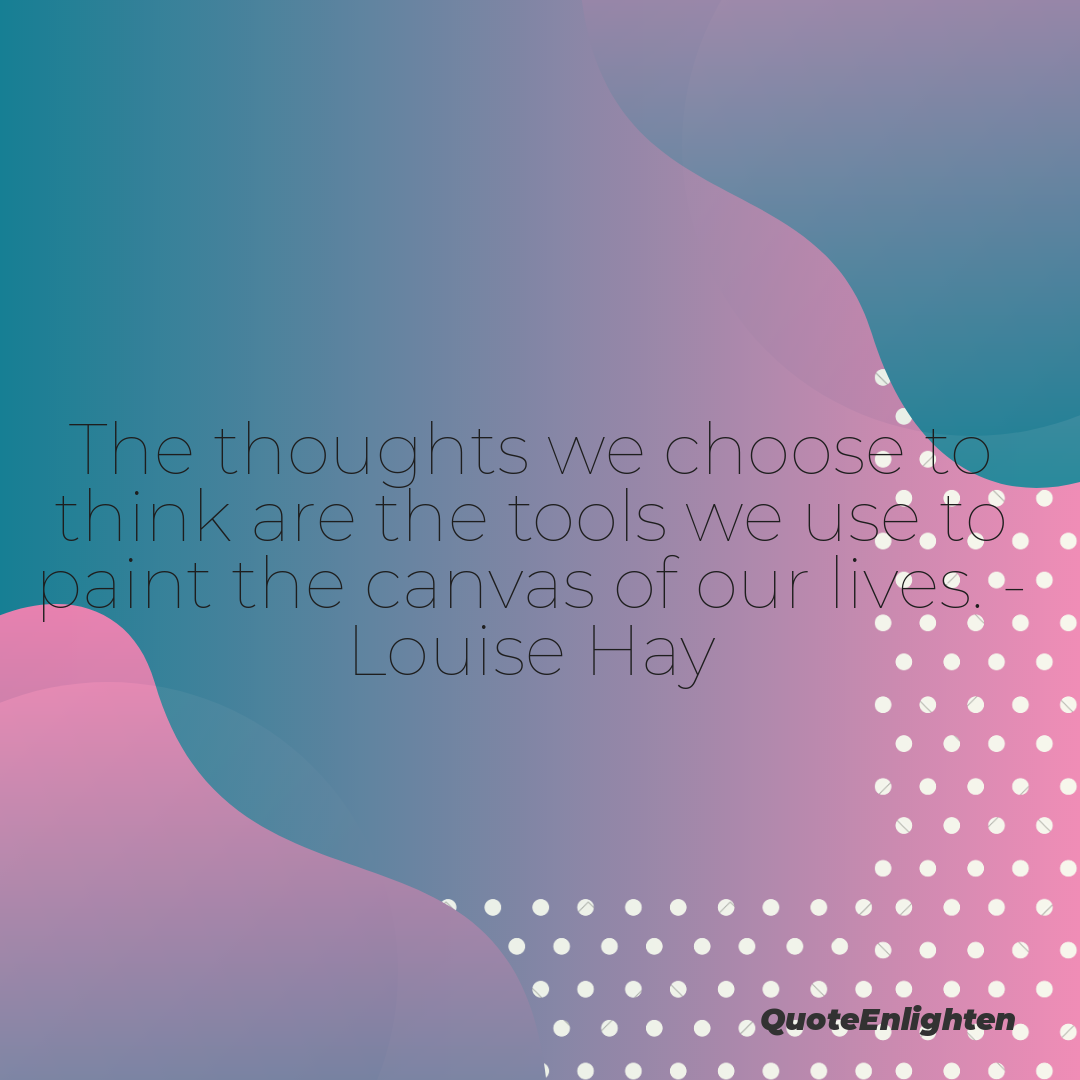 The thoughts we choose to
think are the tools we use to
paint the canvas of our lives. -
Louise Hay
QuoteEnlighten